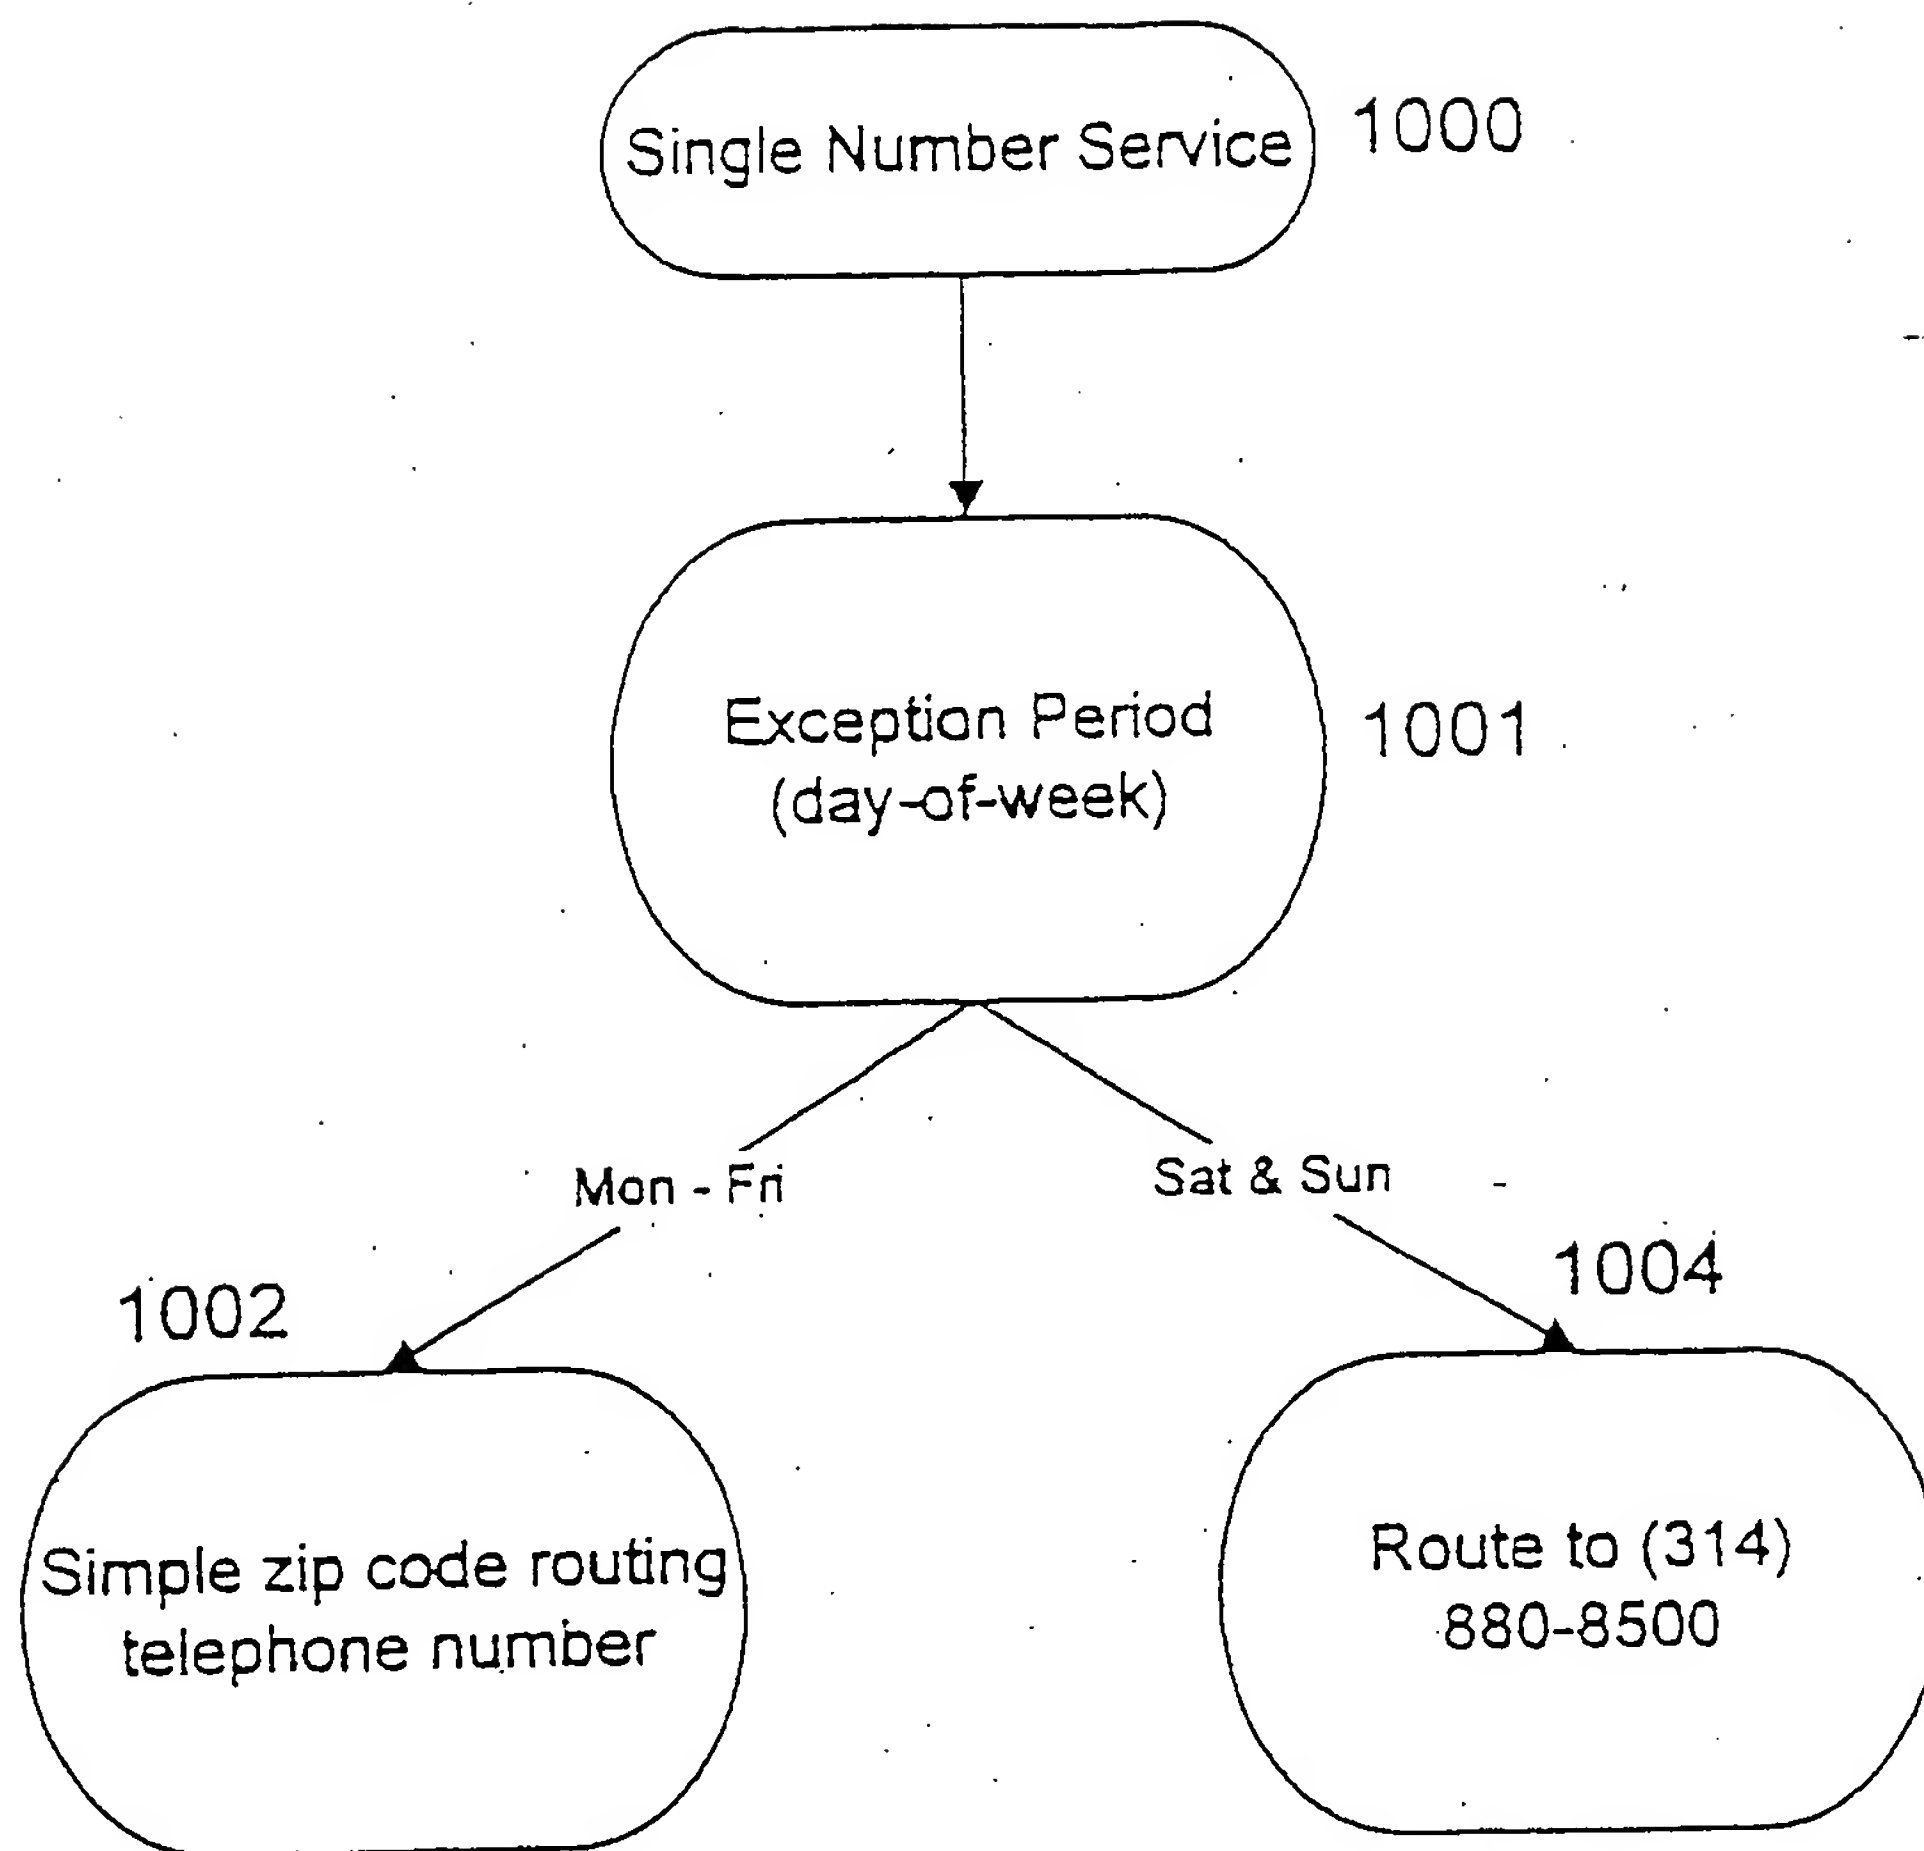 Single Number Service
1000
Exception Period
(day-of-week)
1001
Mon - Fri
Sat & Sun
1002
1004
Simple zip code routing
telephone number
Route to (314)
880-8500